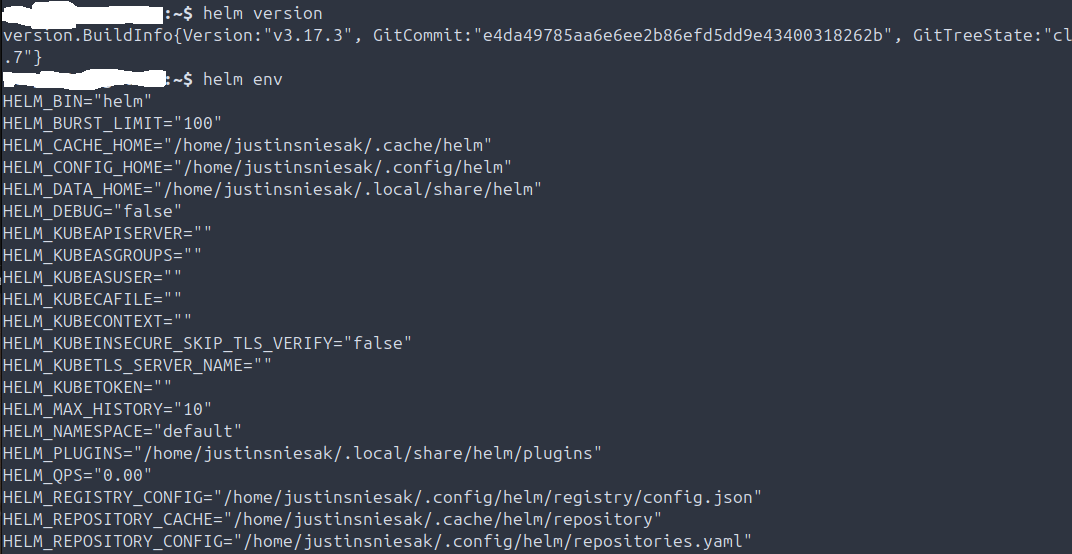 :~$ helm version
version.BuildInfo{Version:"v3.17.3", GitCommit:"e4da49785aa6e6ee2b86efd5dd9e43400318262b", GitTreeState:"cl
.7"}
:~$ helm env
HELM_BIN="helm"
HELM_BURST_LIMIT="100"
HELM_CACHE_HOME="/home/justinsniesak/.cache/helm"
HELM_CONFIG_HOME="/home/justinsniesak/.config/helm"
HELM_DATA_HOME="/home/justinsniesak/.local/share/helm"
HELM_DEBUG="false"
HELM_KUBEAPISERVER=""
HELM_KUBEASGROUPS=""
HELM_KUBEASUSER=""
HELM_KUBECAFILE=""
HELM_KUBECONTEXT=""
HELM_KUBEINSECURE_SKIP_TLS_VERIFY="false"
HELM_KUBETLS_SERVER_NAME=""
HELM_KUBETOKEN=""
HELM_MAX_HISTORY="10"
HELM_NAMESPACE="default"
HELM_PLUGINS="/home/justinsniesak/.local/share/helm/plugins"
HELM_QPS="0.00"
HELM_REGISTRY_CONFIG="/home/justinsniesak/.config/helm/registry/config.json"
HELM_REPOSITORY_CACHE="/home/justinsniesak/.cache/helm/repository"
HELM_REPOSITORY_CONFIG="/home/justinsniesak/.config/helm/repositories.yaml"